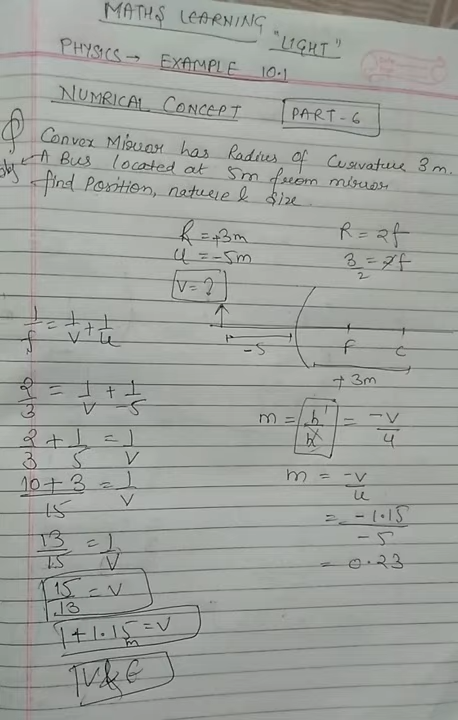 MATHS LEARNING
"LIGHT"
PHYSICS → EXAMPLE 10.1
NUMRICAL CONCEPT PART-6
Q Convex Mirror has Radius of Curvature 3m.
obj ← A Bus located at 5m from mirror
find Position, nature & Size.
R = +3m
u = -5m
V = ?
R = 2f
3/2 = f
1/f = 1/v + 1/u
-5
F C
+3m
2/3 = 1/v + 1/-5
2/3 + 1/5 = 1/v
10+3/15 = 1/v
13/15 = 1/v
15/13 = v
+1.15 m = v
V & E
m = h'/h = -v/u
m = -v/u
= -1.15/-5
= 0.23